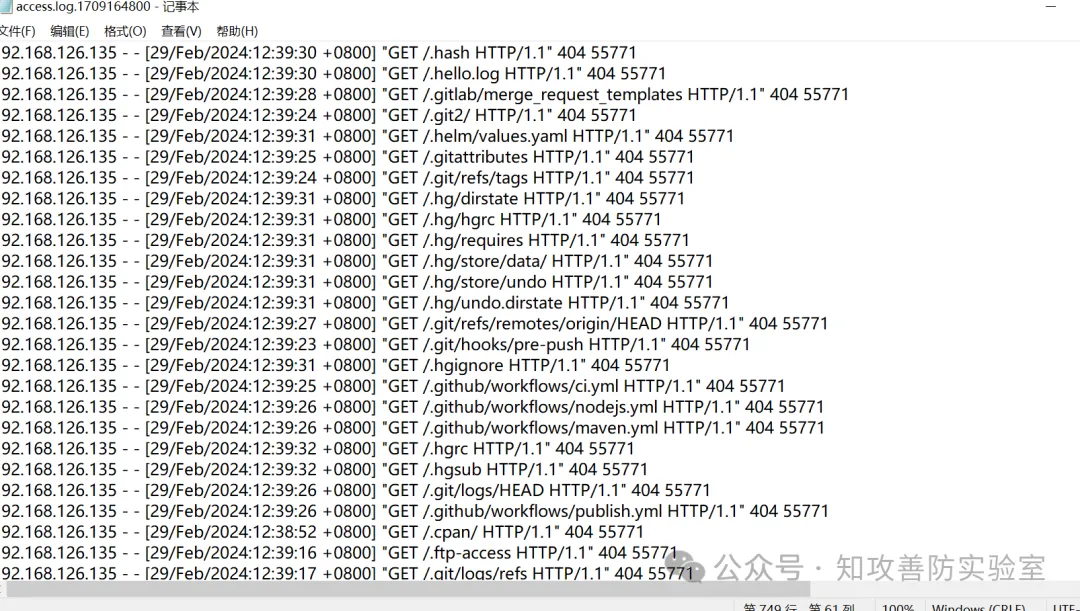 access.log.1709164800 - 记事本
文件(F) 编辑(E) 格式(O) 查看(V) 帮助(H)
92.168.126.135 - - [29/Feb/2024:12:39:30 +0800] "GET /.hash HTTP/1.1" 404 55771
92.168.126.135 - - [29/Feb/2024:12:39:30 +0800] "GET /.hello.log HTTP/1.1" 404 55771
92.168.126.135 - - [29/Feb/2024:12:39:28 +0800] "GET /.gitlab/merge_request_templates HTTP/1.1" 404 55771
92.168.126.135 - - [29/Feb/2024:12:39:24 +0800] "GET /.git2/ HTTP/1.1" 404 55771
92.168.126.135 - - [29/Feb/2024:12:39:31 +0800] "GET /.helm/values.yaml HTTP/1.1" 404 55771
92.168.126.135 - - [29/Feb/2024:12:39:25 +0800] "GET /.gitattributes HTTP/1.1" 404 55771
92.168.126.135 - - [29/Feb/2024:12:39:24 +0800] "GET /.git/refs/tags HTTP/1.1" 404 55771
92.168.126.135 - - [29/Feb/2024:12:39:31 +0800] "GET /.hg/dirstate HTTP/1.1" 404 55771
92.168.126.135 - - [29/Feb/2024:12:39:31 +0800] "GET /.hg/hgrc HTTP/1.1" 404 55771
92.168.126.135 - - [29/Feb/2024:12:39:31 +0800] "GET /.hg/requires HTTP/1.1" 404 55771
92.168.126.135 - - [29/Feb/2024:12:39:31 +0800] "GET /.hg/store/data/ HTTP/1.1" 404 55771
92.168.126.135 - - [29/Feb/2024:12:39:31 +0800] "GET /.hg/store/undo HTTP/1.1" 404 55771
92.168.126.135 - - [29/Feb/2024:12:39:31 +0800] "GET /.hg/undo.dirstate HTTP/1.1" 404 55771
92.168.126.135 - - [29/Feb/2024:12:39:27 +0800] "GET /.git/refs/remotes/origin/HEAD HTTP/1.1" 404 55771
92.168.126.135 - - [29/Feb/2024:12:39:23 +0800] "GET /.git/hooks/pre-push HTTP/1.1" 404 55771
92.168.126.135 - - [29/Feb/2024:12:39:31 +0800] "GET /.hgignore HTTP/1.1" 404 55771
92.168.126.135 - - [29/Feb/2024:12:39:25 +0800] "GET /.github/workflows/ci.yml HTTP/1.1" 404 55771
92.168.126.135 - - [29/Feb/2024:12:39:26 +0800] "GET /.github/workflows/nodejs.yml HTTP/1.1" 404 55771
92.168.126.135 - - [29/Feb/2024:12:39:26 +0800] "GET /.github/workflows/maven.yml HTTP/1.1" 404 55771
92.168.126.135 - - [29/Feb/2024:12:39:32 +0800] "GET /.hgrc HTTP/1.1" 404 55771
92.168.126.135 - - [29/Feb/2024:12:39:32 +0800] "GET /.hgsub HTTP/1.1" 404 55771
92.168.126.135 - - [29/Feb/2024:12:39:26 +0800] "GET /.git/logs/HEAD HTTP/1.1" 404 55771
92.168.126.135 - - [29/Feb/2024:12:39:26 +0800] "GET /.github/workflows/publish.yml HTTP/1.1" 404 55771
92.168.126.135 - - [29/Feb/2024:12:38:52 +0800] "GET /.cpan/ HTTP/1.1" 404 55771
92.168.126.135 - - [29/Feb/2024:12:39:16 +0800] "GET /.ftp-access HTTP/1.1" 404 55771
92.168.126.135 - - [29/Feb/2024:12:39:17 +0800] "GET /.git/logs/refs HTTP/1.1" 404 55771
公众号 · 知攻善防实验室
第 749 行, 第 61 列 100% Windows (CRLF) UTF-